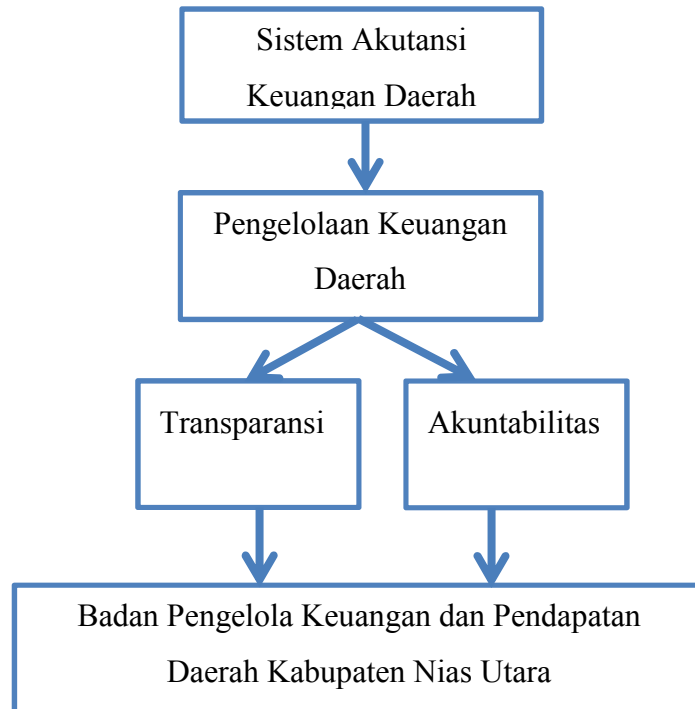 Sistem Akutansi
Keuangan Daerah
Pengelolaan Keuangan
Daerah
Transparansi
Akuntabilitas
Badan Pengelola Keuangan dan Pendapatan
Daerah Kabupaten Nias Utara